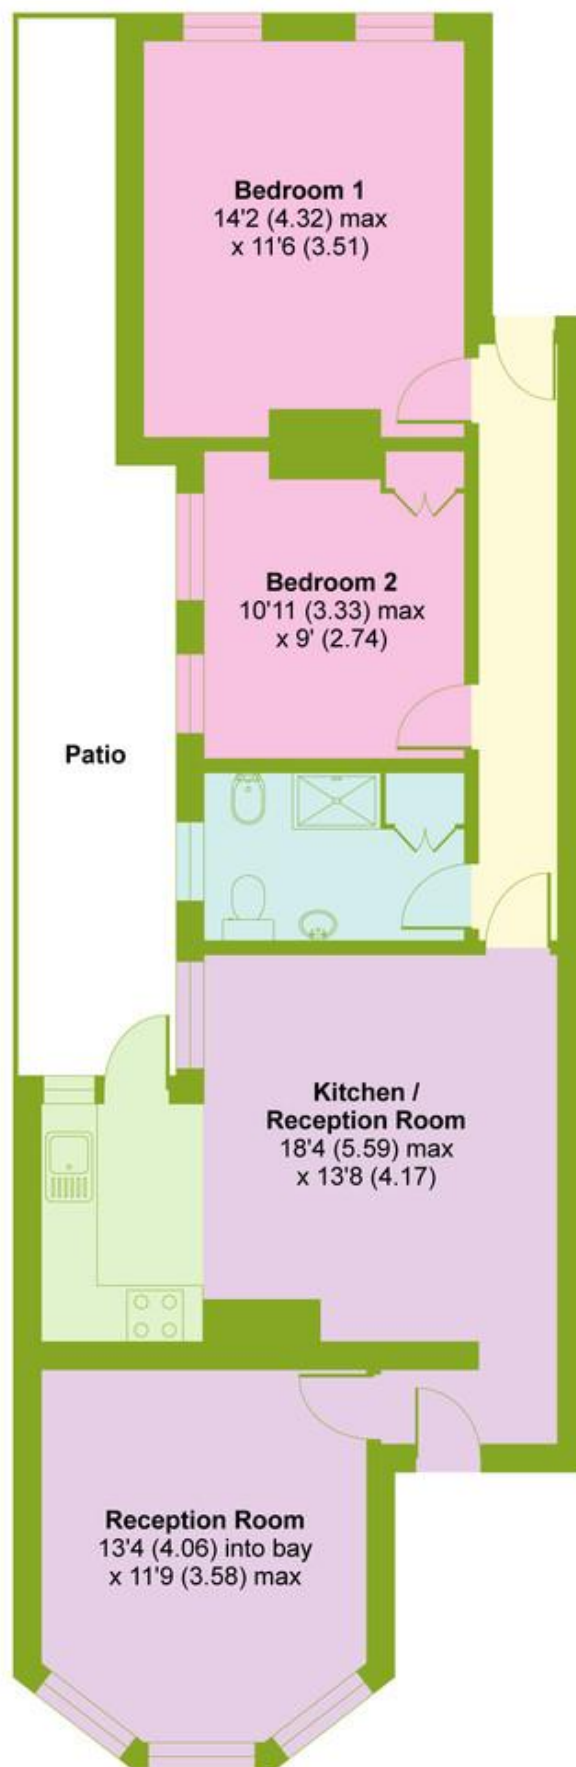 Bedroom 1
14'2 (4.32) max
x 11'6 (3.51)
Bedroom 2
10'11 (3.33) max
x 9' (2.74)
Patio
Kitchen /
Reception Room
18'4 (5.59) max
x 13'8 (4.17)
Reception Room
13'4 (4.06) into bay
x 11'9 (3.58) max